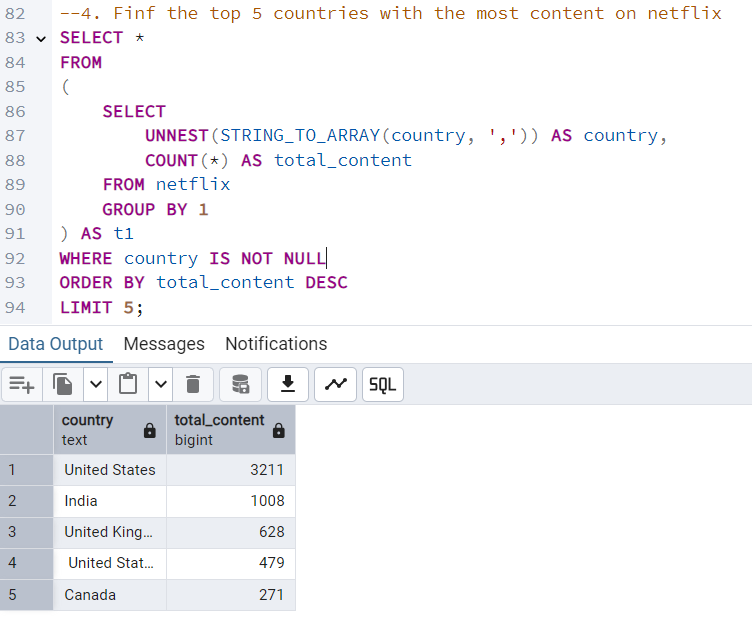 82 --4. Finf the top 5 countries with the most content on netflix
83 SELECT *
84 FROM
85 (
86 SELECT
87 UNNEST(STRING_TO_ARRAY(country, ',')) AS country,
88 COUNT(*) AS total_content
89 FROM netflix
90 GROUP BY 1
91 ) AS t1
92 WHERE country IS NOT NULL
93 ORDER BY total_content DESC
94 LIMIT 5;
Data Output Messages Notifications
SQL
country total_content
text bigint
1 United States 3211
2 India 1008
3 United King... 628
4 United Stat... 479
5 Canada 271